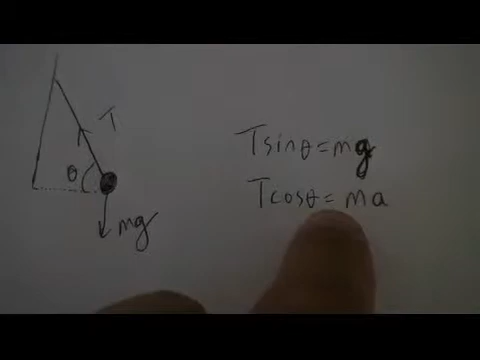 T
θ
mg
Tsinθ=mg
Tcosθ=ma